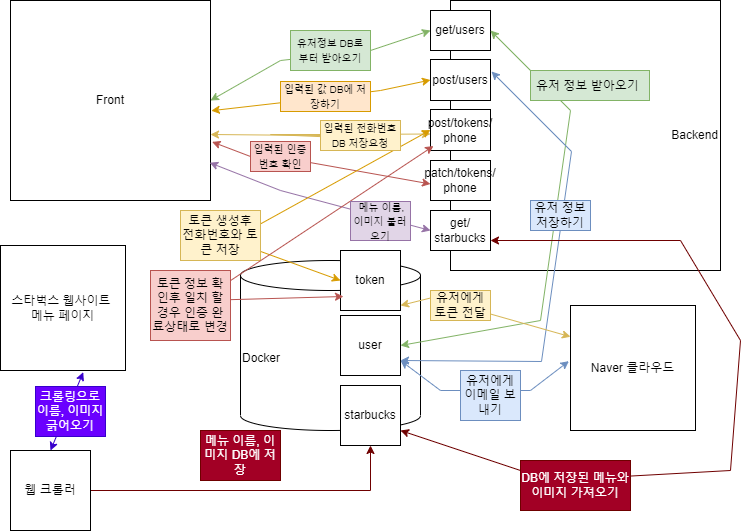 get/users
유저정보 DB로
부터 받아오기
Front
post/users
유저 정보 받아오기
입력된 값 DB에 저
장하기
입력된 전화번호
DB 저장요청
post/tokens/
phone
Backend
입력된 인증
번호 확인
patch/tokens/
phone
메뉴 이름,
이미지 불러
오기
get/
starbucks
유저 정보
저장하기
토큰 생성후
전화번호와 토
큰 저장
token
스타벅스 웹사이트
메뉴 페이지
토큰 정보 확
인후 일치 할
경우 인증 완
료상태로 변경
유저에게
토큰 전달
Docker
user
Naver 클라우드
크롤링으로
이름, 이미지
긁어오기
유저에게
이메일 보
내기
starbucks
메뉴 이름, 이
미지 DB에 저
장
웹 크롤러
DB에 저장된 메뉴와
이미지 가져오기